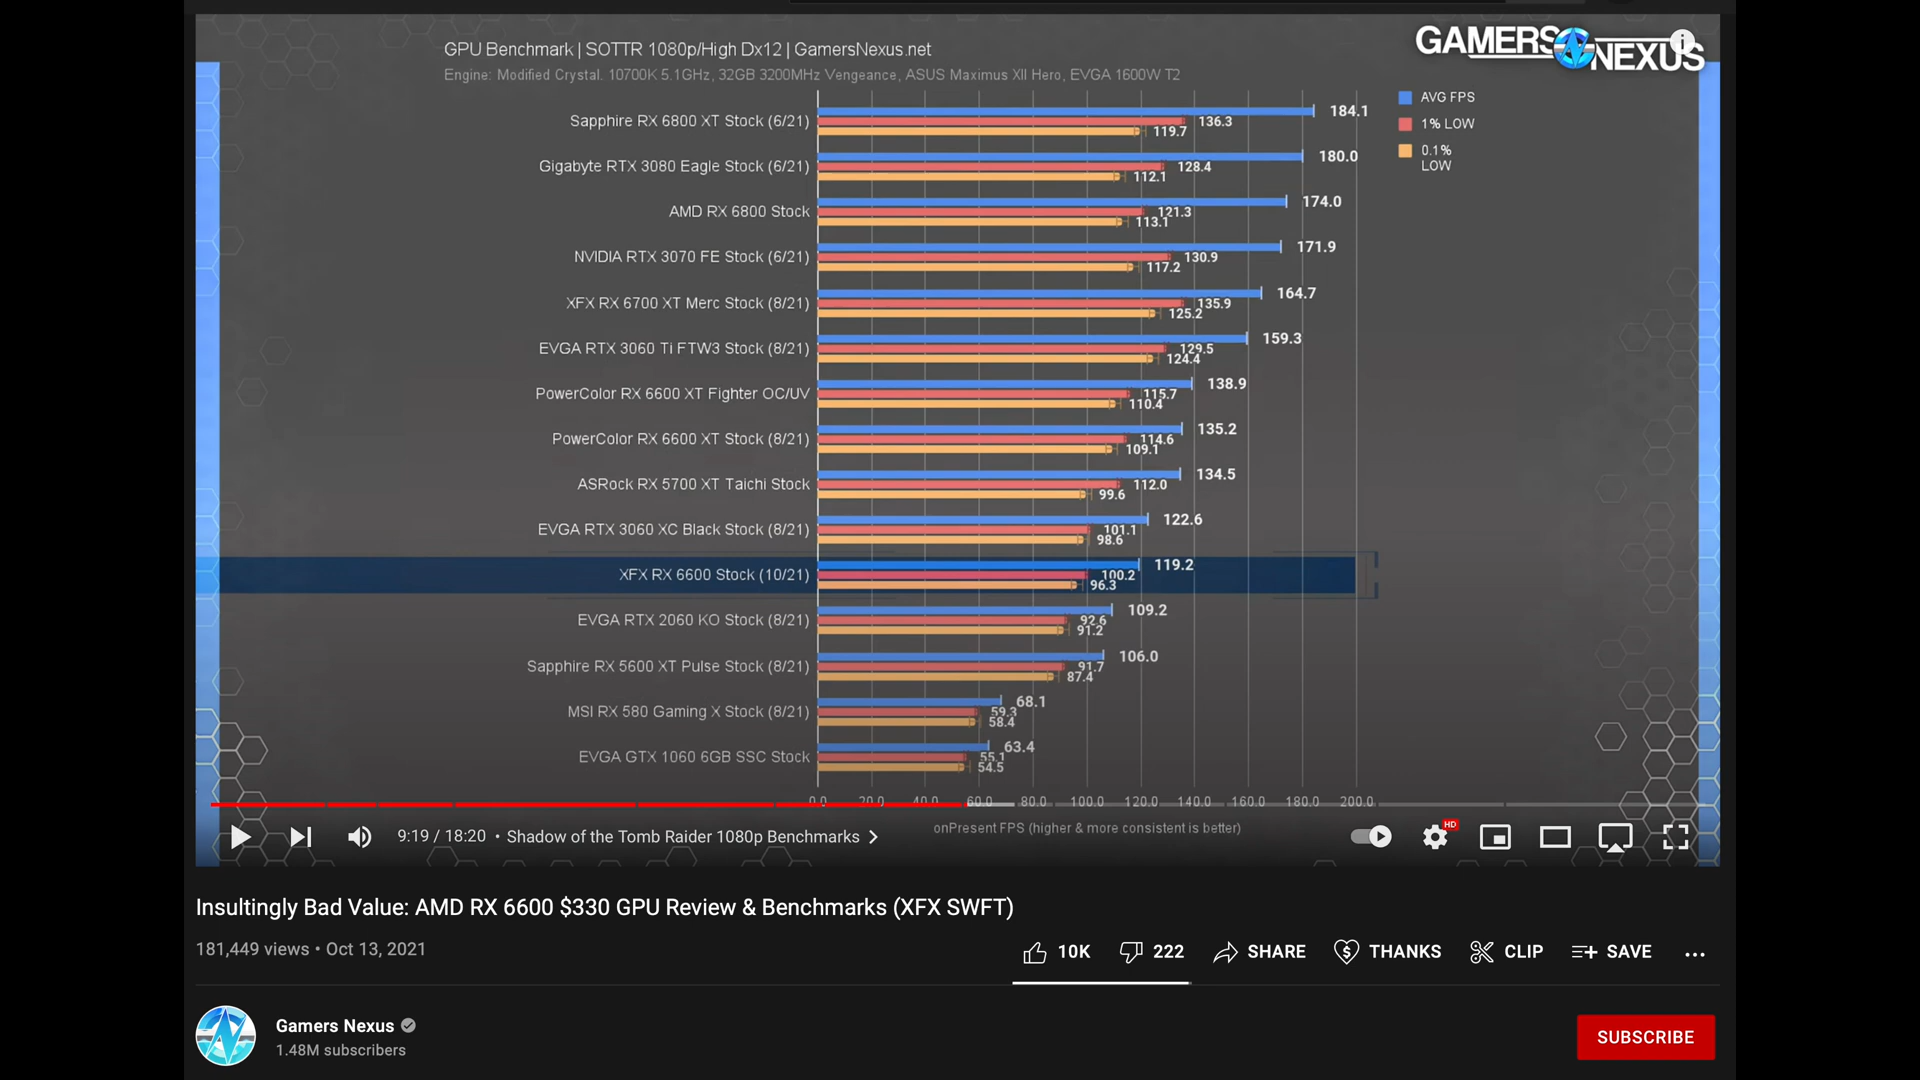 GPU Benchmark | SOTTR 1080p/High Dx12 | GamersNexus.net
Engine: Modified Crystal. 10700K 5.1GHz, 32GB 3200MHz Vengeance, ASUS Maximus XII Hero, EVGA 1600W T2
GAMERS NEXUS
AVG FPS
1% LOW
0.1%
LOW
Sapphire RX 6800 XT Stock (6/21) 184.1
136.3
119.7
Gigabyte RTX 3080 Eagle Stock (6/21) 180.0
128.4
112.1
AMD RX 6800 Stock 174.0
121.3
113.1
NVIDIA RTX 3070 FE Stock (6/21) 171.9
130.9
117.2
XFX RX 6700 XT Merc Stock (8/21) 164.7
135.9
125.2
EVGA RTX 3060 Ti FTW3 Stock (8/21) 159.3
129.5
124.4
PowerColor RX 6600 XT Fighter OC/UV 138.9
115.7
110.4
PowerColor RX 6600 XT Stock (8/21) 135.2
114.6
109.1
ASRock RX 5700 XT Taichi Stock 134.5
112.0
99.6
EVGA RTX 3060 XC Black Stock (8/21) 122.6
101.1
98.6
XFX RX 6600 Stock (10/21) 119.2
100.2
96.3
EVGA RTX 2060 KO Stock (8/21) 109.2
92.6
91.2
Sapphire RX 5600 XT Pulse Stock (8/21) 106.0
91.7
87.4
MSI RX 580 Gaming X Stock (8/21) 68.1
59.3
58.4
EVGA GTX 1060 6GB SSC Stock 63.4
55.1
54.5
0.0 20.0 40.0 60.0 80.0 100.0 120.0 140.0 160.0 180.0 200.0
onPresent FPS (higher & more consistent is better)
9:19 / 18:20 • Shadow of the Tomb Raider 1080p Benchmarks
HD
Insultingly Bad Value: AMD RX 6600 $330 GPU Review & Benchmarks (XFX SWFT)
181,449 views • Oct 13, 2021
10K 222 SHARE THANKS CLIP SAVE
Gamers Nexus
1.48M subscribers
SUBSCRIBE